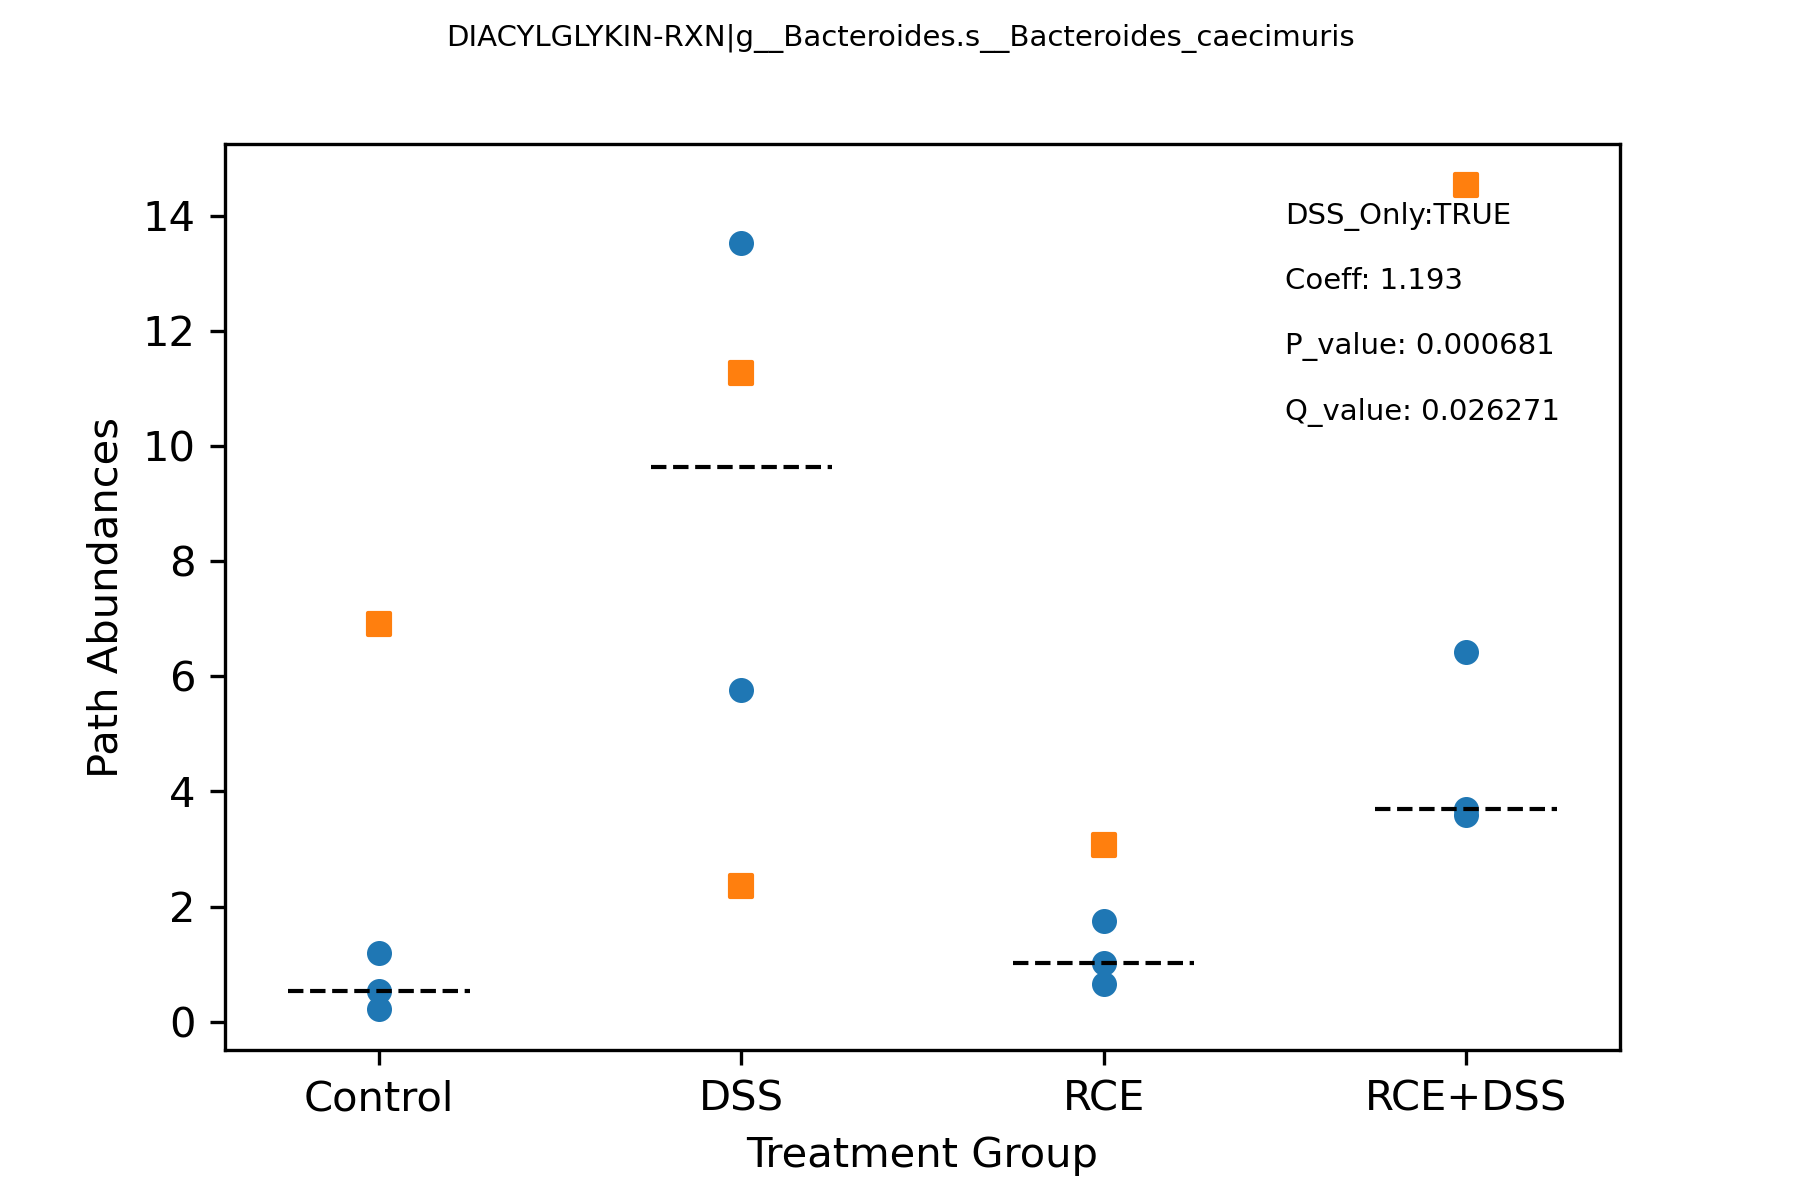 DIACYLGLYKIN-RXN|g__Bacteroides.s__Bacteroides_caecimuris
14
12
10
8
6
4
2
0
Path Abundances
DSS_Only:TRUE
Coeff: 1.193
P_value: 0.000681
Q_value: 0.026271
Control
DSS
RCE
RCE+DSS
Treatment Group